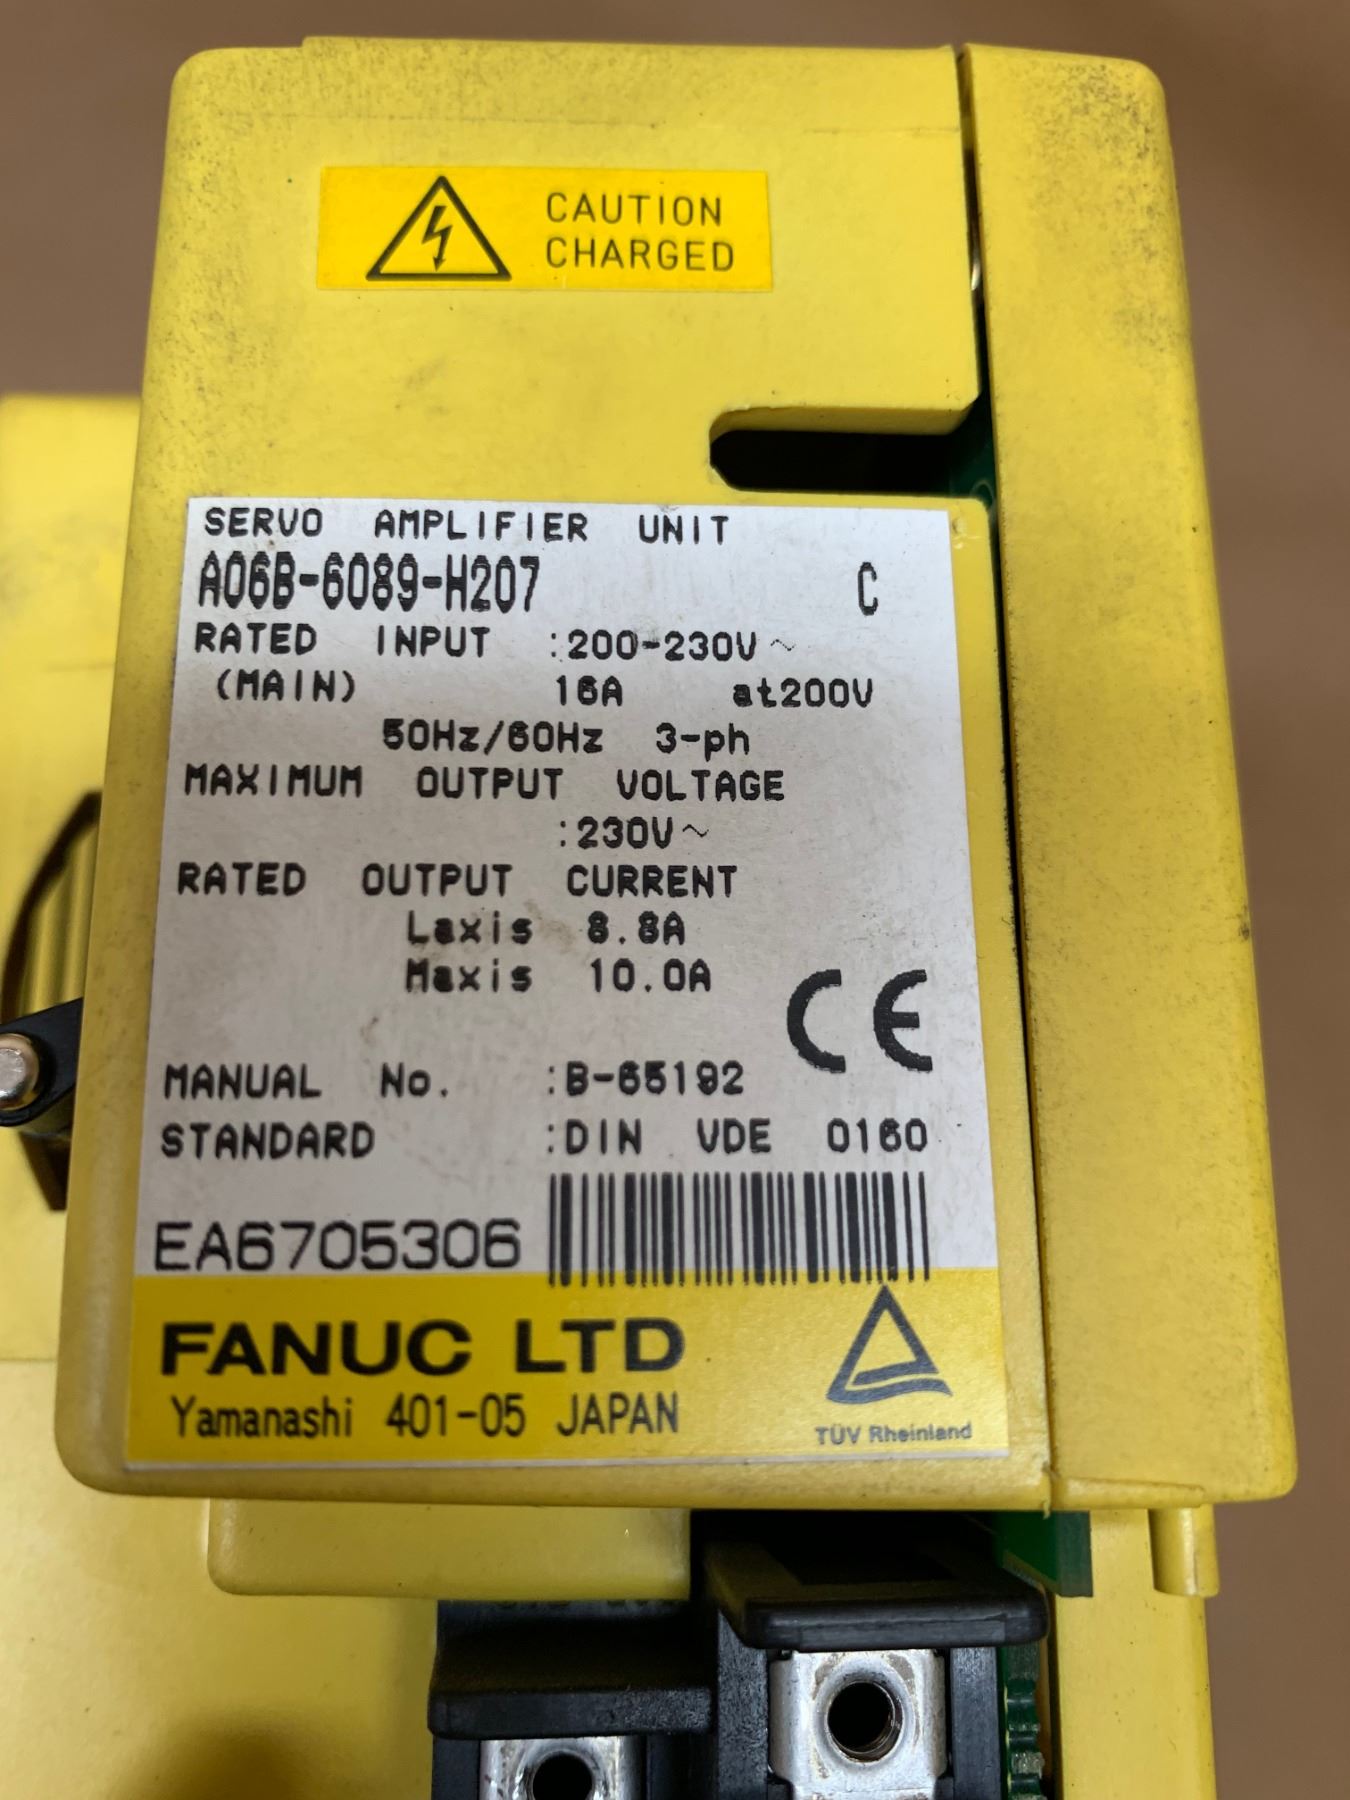 CAUTION
CHARGED
SERVO AMPLIFIER UNIT
A06B-6089-H207 C
RATED INPUT :200-230V~
(MAIN) 16A at200V
50Hz/60Hz 3-ph
MAXIMUM OUTPUT VOLTAGE
:230V~
RATED OUTPUT CURRENT
Laxis 8.8A
Maxis 10.0A
CE
MANUAL No. :B-65192
STANDARD :DIN VDE 0160
EA6705306
FANUC LTD
Yamanashi 401-05 JAPAN
TÜV Rheinland